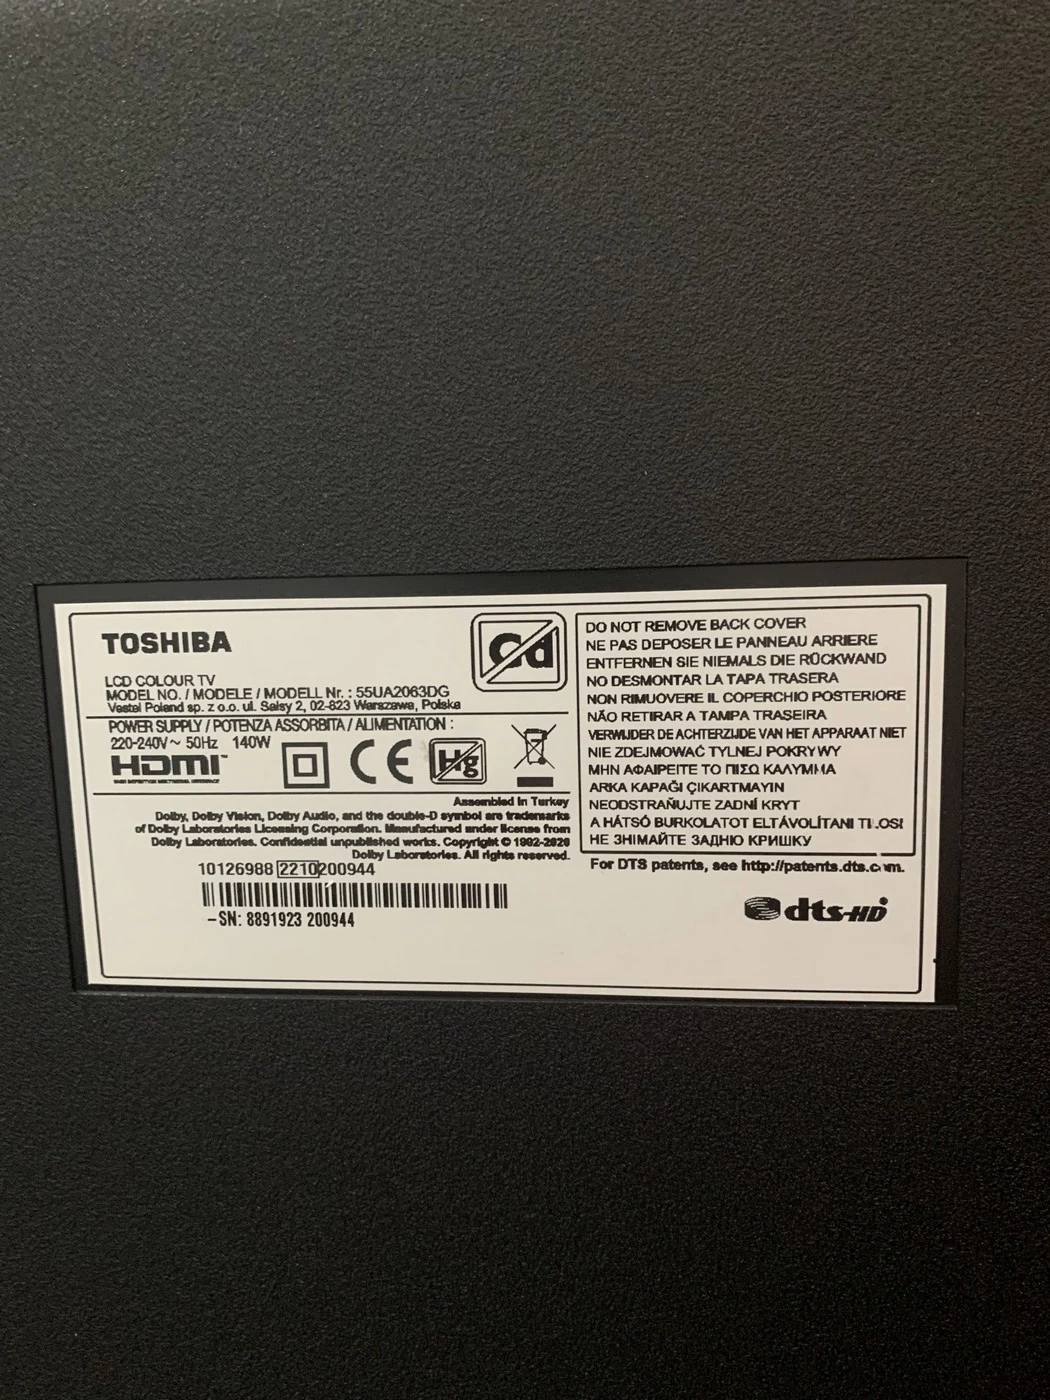 TOSHIBA
LCD COLOUR TV
MODEL NO. / MODELE / MODELL Nr. : 55UA2063DG
Vestel Poland sp. z o.o. ul. Salsy 2, 02-823 Warszawa, Polska
POWER SUPPLY / POTENZA ASSORBITA / ALIMENTATION :
220-240V ~ 50Hz 140W
HDMI™
HIGH DEFINITION MULTIMEDIA INTERFACE
CE
Hg
Cd
Assembled in Turkey
Dolby, Dolby Vision, Dolby Audio, and the double-D symbol are trademarks
of Dolby Laboratories Licensing Corporation. Manufactured under license from
Dolby Laboratories. Confidential unpublished works. Copyright © 1992-2020
Dolby Laboratories. All rights reserved.
10126988 2210 200944
-SN: 8891923 200944
DO NOT REMOVE BACK COVER
NE PAS DEPOSER LE PANNEAU ARRIERE
ENTFERNEN SIE NIEMALS DIE RÜCKWAND
NO DESMONTAR LA TAPA TRASERA
NON RIMUOVERE IL COPERCHIO POSTERIORE
NÃO RETIRAR A TAMPA TRASEIRA
VERWIJDER DE ACHTERZIJDE VAN HET APPARAAT NIET
NIE ZDEJMOWAĆ TYLNEJ POKRYWY
ΜΗΝ ΑΦΑΙΡΕΙΤΕ ΤΟ ΠΙΣΩ ΚΑΛΥΜΜΑ
ARKA KAPAĞI ÇIKARTMAYIN
NEODSTRAŇUJTE ZADNÍ KRYT
A HÁTSÓ BURKOLATOT ELTÁVOLÍTANI TILOS!
НЕ ЗНІМАЙТЕ ЗАДНЮ КРИШКУ
For DTS patents, see http://patents.dts.com.
dts-HD